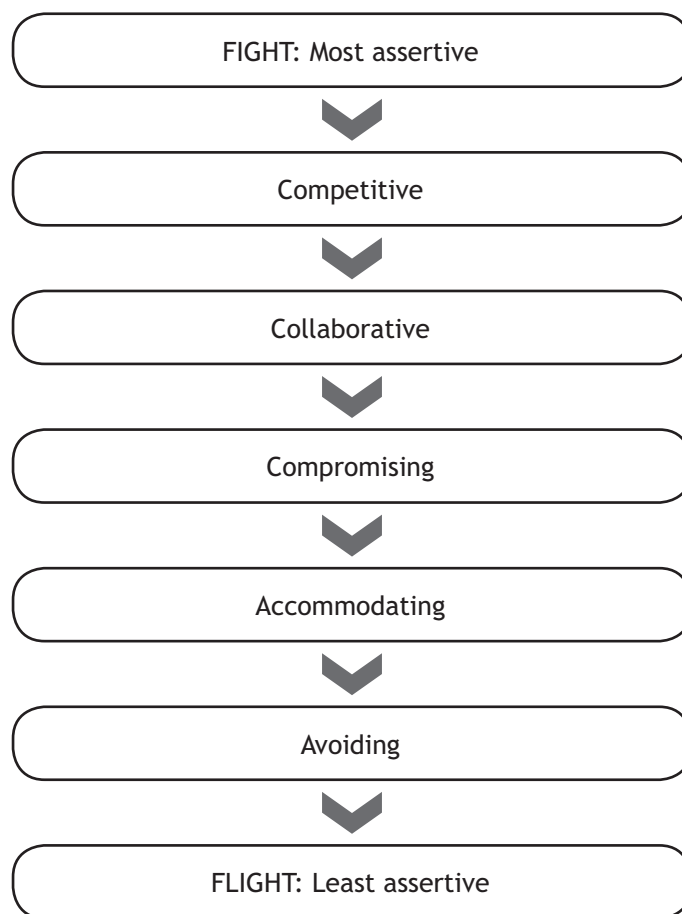 FIGHT: Most assertive
Competitive
Collaborative
Compromising
Accommodating
Avoiding
FLIGHT: Least assertive